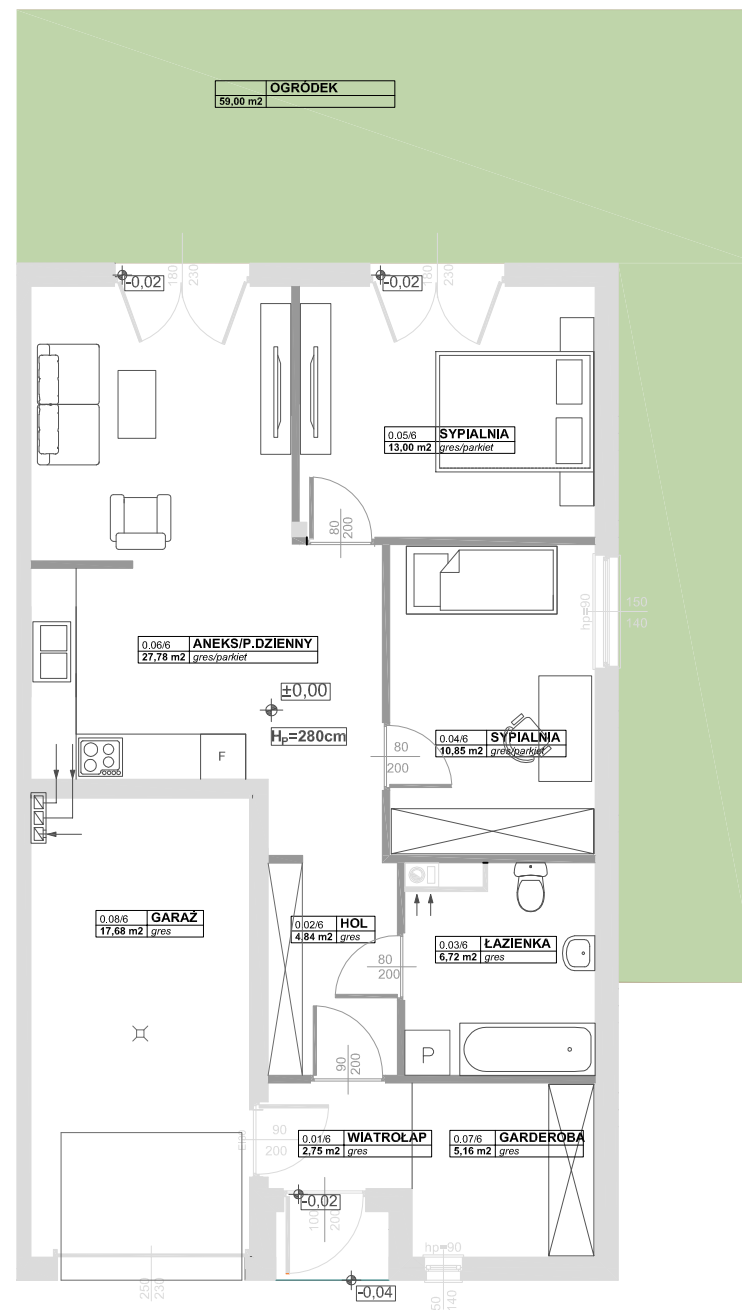 OGRÓDEK
59,00 m2
180
230
180
230
-0,02
-0,02
0.05/6 SYPIALNIA
13,00 m2 gres/parkiet
80
200
hp=90
150
140
0.06/6 ANEKS/P.DZIENNY
27,78 m2 gres/parkiet
±0,00
Hp=280cm
0.04/6 SYPIALNIA
10,85 m2 gres/parkiet
80
200
F
0.08/6 GARAŻ
17,68 m2 gres
0.02/6 HOL
4,84 m2 gres
0.03/6 ŁAZIENKA
6,72 m2 gres
80
200
P
90
200
90
200
0.01/6 WIATROŁAP
2,75 m2 gres
0.07/6 GARDEROBA
5,16 m2 gres
-0,02
100
200
hp=90
250
230
-0,04
140